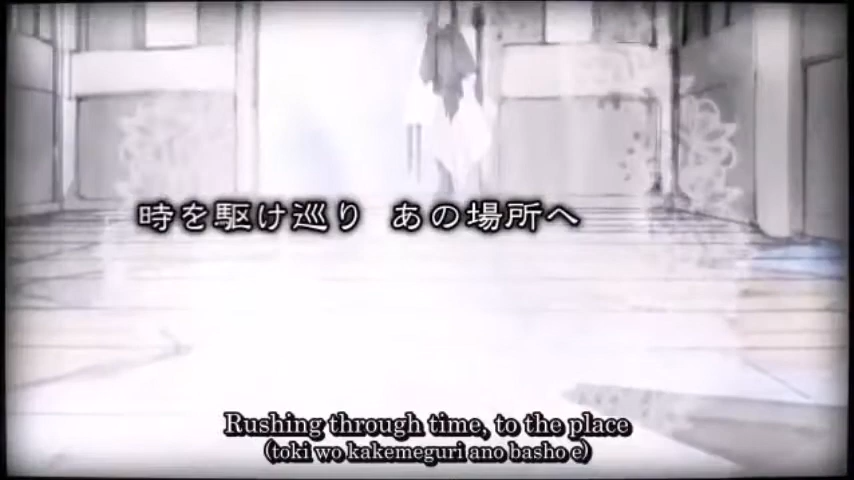 時を駆け巡り あの場所へ
Rushing through time, to the place
(toki wo kakemeguri ano basho e)